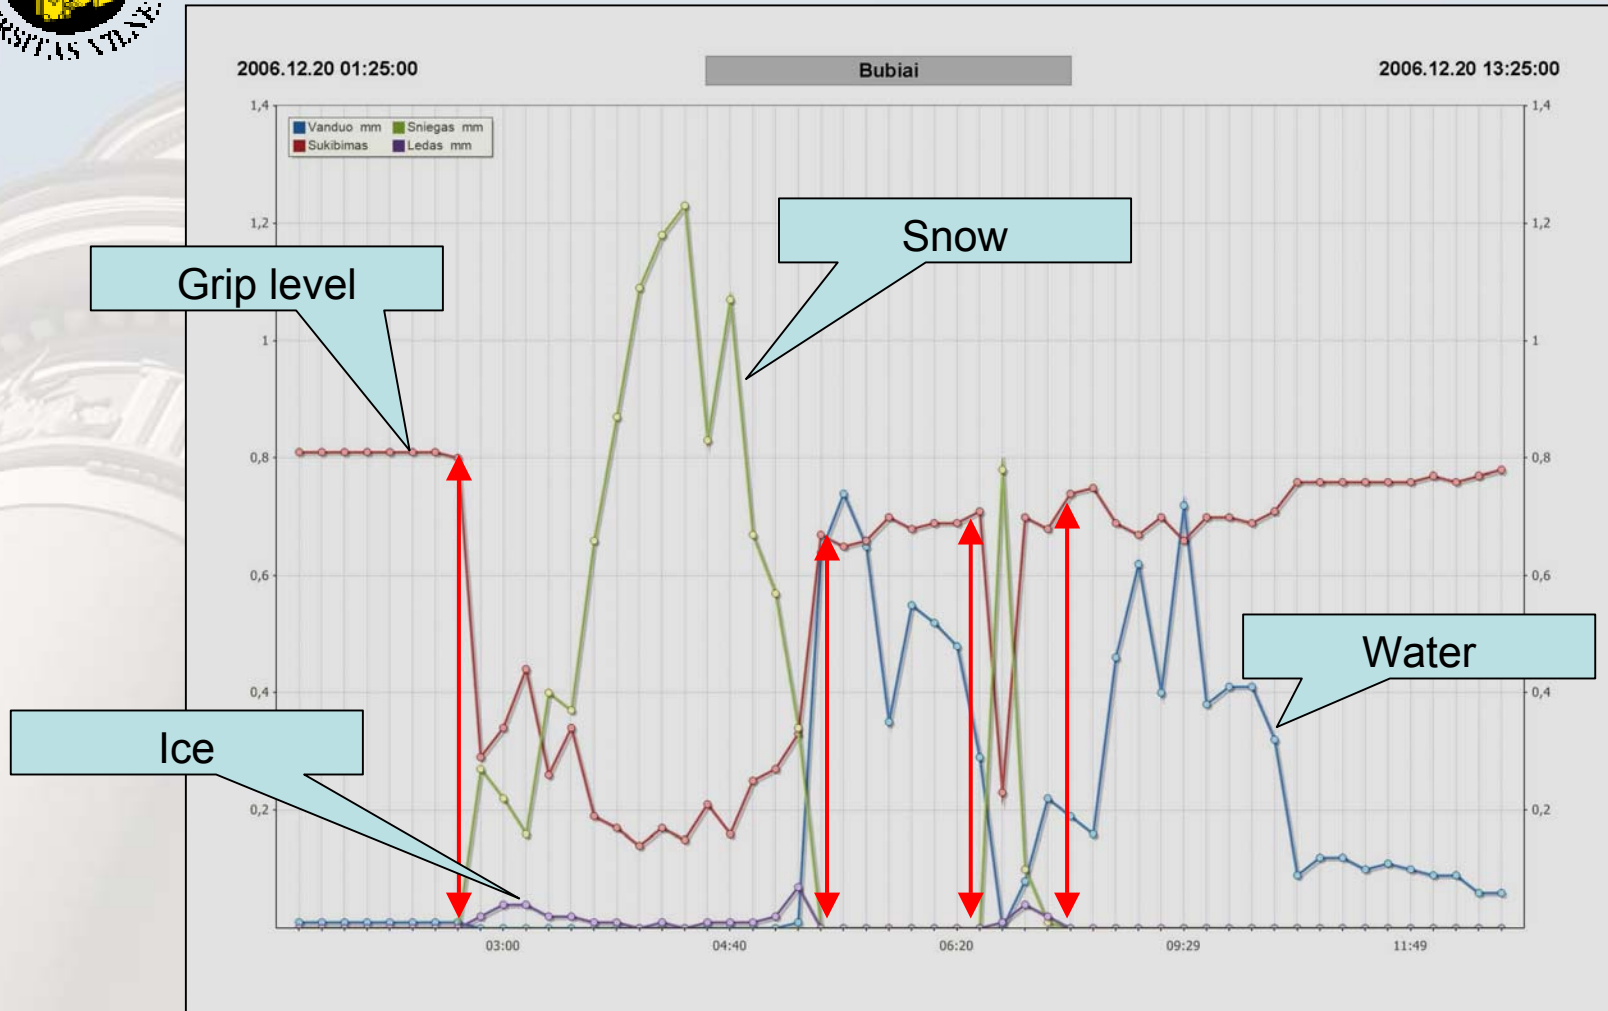 2006.12.20 01:25:00
Bubiai
2006.12.20 13:25:00
1,4
1,4
Vanduo mm
Sniegas mm
Sukibimas
Ledas mm
1,2
1,2
Snow
Grip level
1
1
0,8
0,8
0,6
0,6
Water
0,4
0,4
Ice
0,2
0,2
03:00
04:40
06:20
09:29
11:49